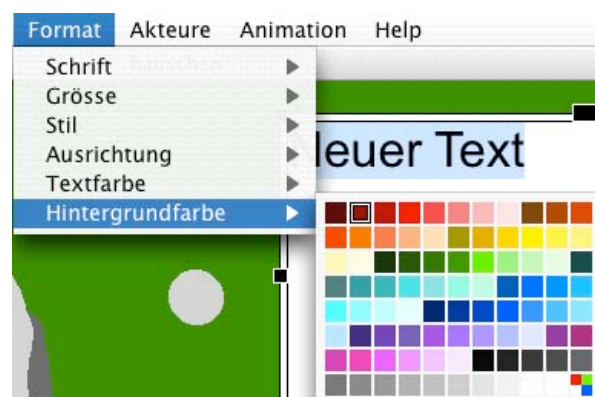 Format Akteure Animation Help
Schrift
Grösse
Stil
Ausrichtung
Textfarbe
Hintergrundfarbe
Neuer Text